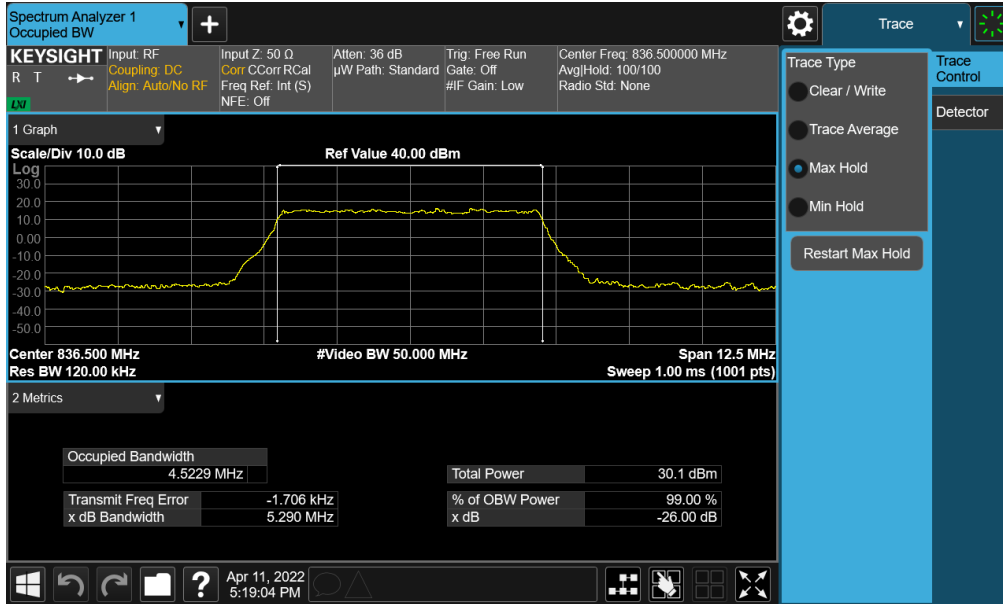 Spectrum Analyzer 1
Occupied BW
+
Trace
KEYSIGHT
R T
LXI
Input: RF
Coupling: DC
Align: Auto/No RF
Input Z: 50 Ω
Corr CCorr RCal
Freq Ref: Int (S)
NFE: Off
Atten: 36 dB
µW Path: Standard
Trig: Free Run
Gate: Off
#IF Gain: Low
Center Freq: 836.500000 MHz
Avg|Hold: 100/100
Radio Std: None
Trace Type
Clear / Write
Trace Average
Max Hold
Min Hold
Restart Max Hold
Trace
Control
Detector
1 Graph
Scale/Div 10.0 dB
Ref Value 40.00 dBm
Log
30.0
20.0
10.0
0.00
-10.0
-20.0
-30.0
-40.0
-50.0
Center 836.500 MHz
#Video BW 50.000 MHz
Span 12.5 MHz
Res BW 120.00 kHz
Sweep 1.00 ms (1001 pts)
2 Metrics
Occupied Bandwidth
4.5229 MHz
Total Power 30.1 dBm
Transmit Freq Error -1.706 kHz
% of OBW Power 99.00 %
x dB Bandwidth 5.290 MHz
x dB -26.00 dB
?
Apr 11, 2022
5:19:04 PM